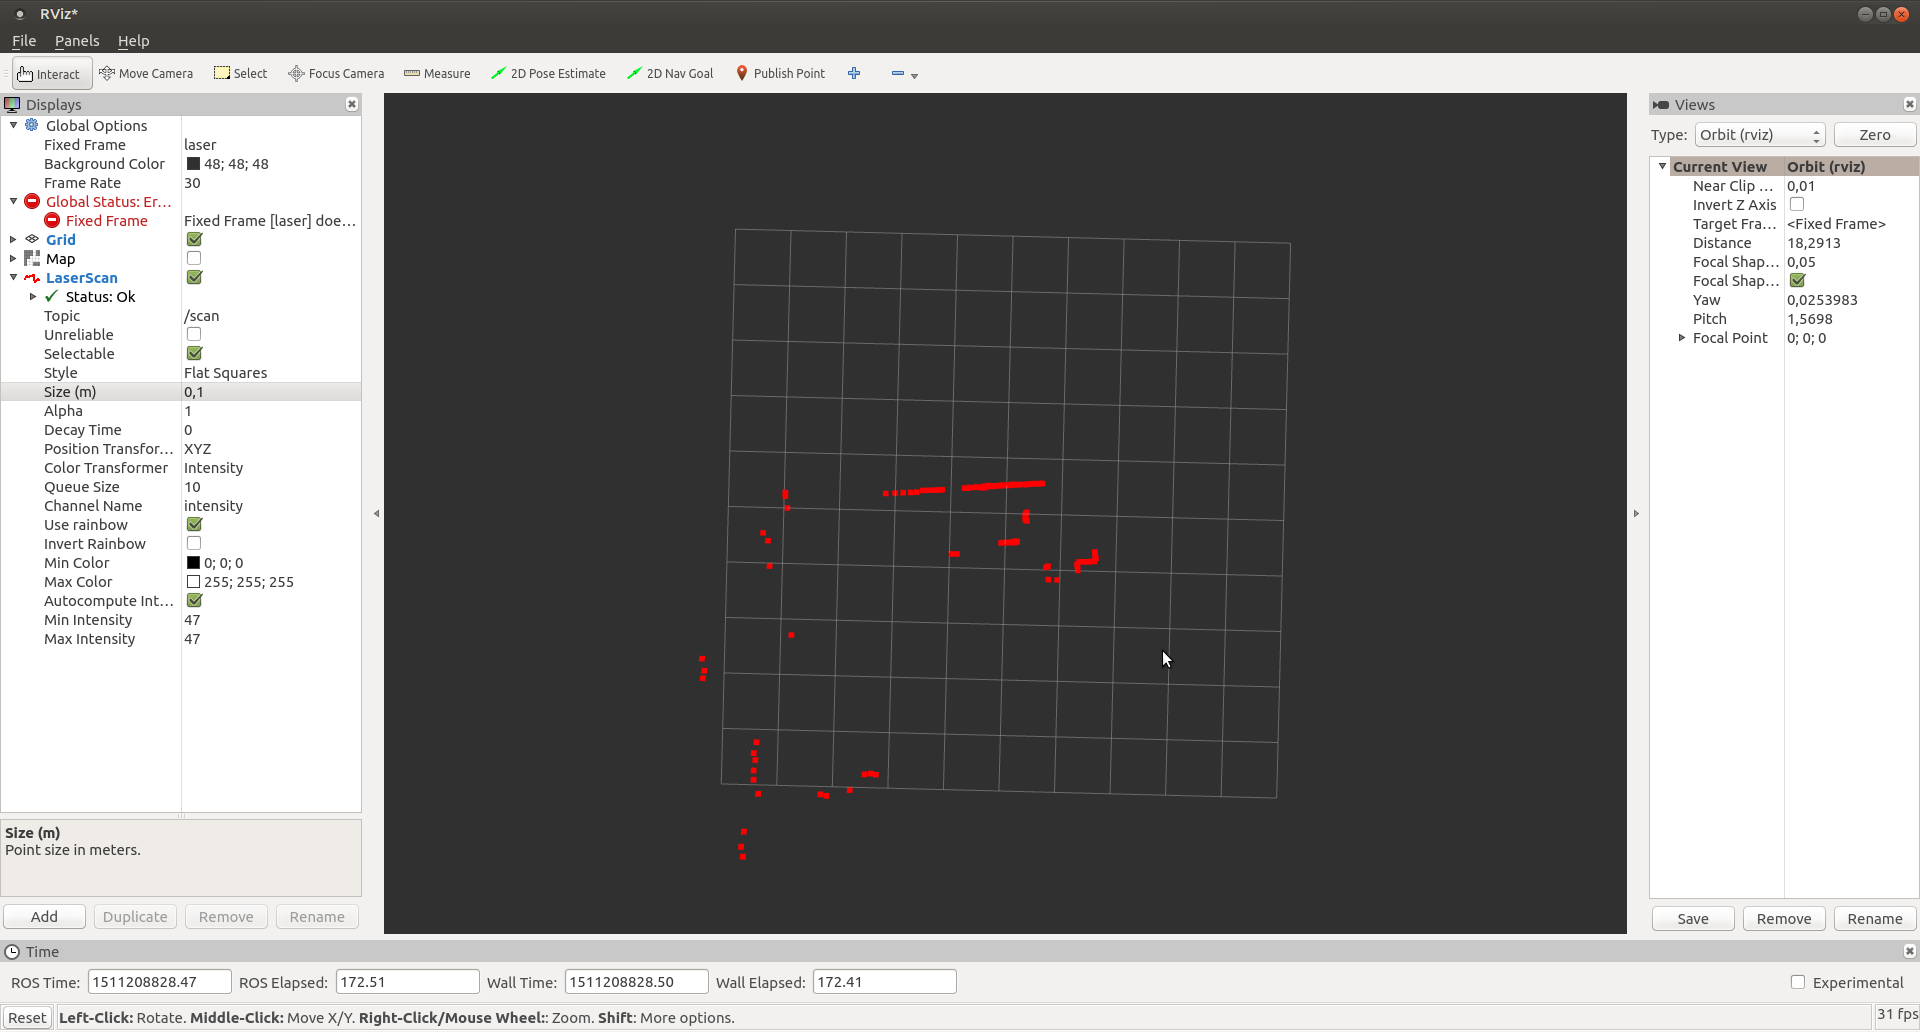 RViz*
File Panels Help
Interact Move Camera Select Focus Camera Measure 2D Pose Estimate 2D Nav Goal Publish Point
Displays
Global Options
Fixed Frame laser
Background Color 48; 48; 48
Frame Rate 30
Global Status: Er...
Fixed Frame Fixed Frame [laser] doe...
Grid
Map
LaserScan
Status: Ok
Topic /scan
Unreliable
Selectable
Style Flat Squares
Size (m) 0,1
Alpha 1
Decay Time 0
Position Transfor... XYZ
Color Transformer Intensity
Queue Size 10
Channel Name intensity
Use rainbow
Invert Rainbow
Min Color 0; 0; 0
Max Color 255; 255; 255
Autocompute Int...
Min Intensity 47
Max Intensity 47
Size (m)
Point size in meters.
Add Duplicate Remove Rename
Views
Type: Orbit (rviz) Zero
Current View Orbit (rviz)
Near Clip ... 0,01
Invert Z Axis
Target Fra... <Fixed Frame>
Distance 18,2913
Focal Shap... 0,05
Focal Shap...
Yaw 0,0253983
Pitch 1,5698
Focal Point 0; 0; 0
Save Remove Rename
Time
ROS Time: 1511208828.47 ROS Elapsed: 172.51 Wall Time: 1511208828.50 Wall Elapsed: 172.41 Experimental
Reset Left-Click: Rotate. Middle-Click: Move X/Y. Right-Click/Mouse Wheel:: Zoom. Shift: More options. 31 fps